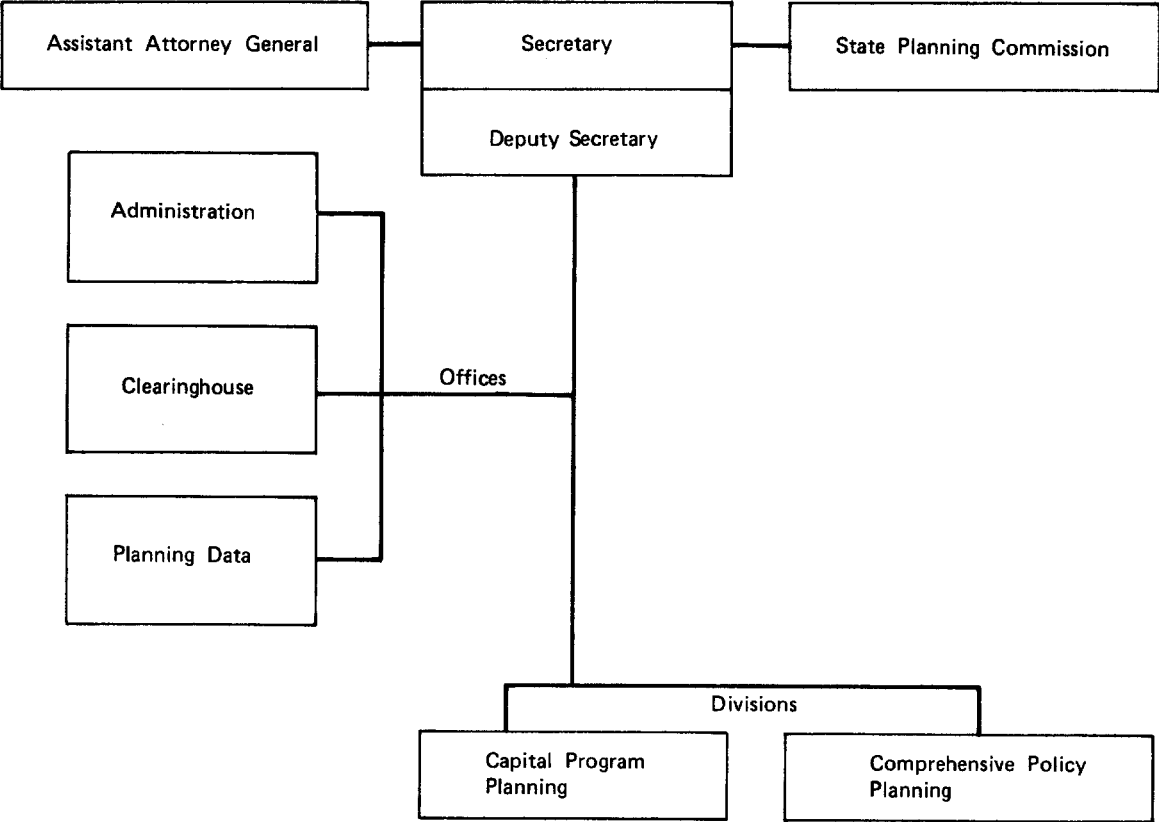 Assistant Attorney General
Secretary
State Planning Commission
Deputy Secretary
Administration
Clearinghouse
Offices
Planning Data
Divisions
Capital Program
Planning
Comprehensive Policy
Planning